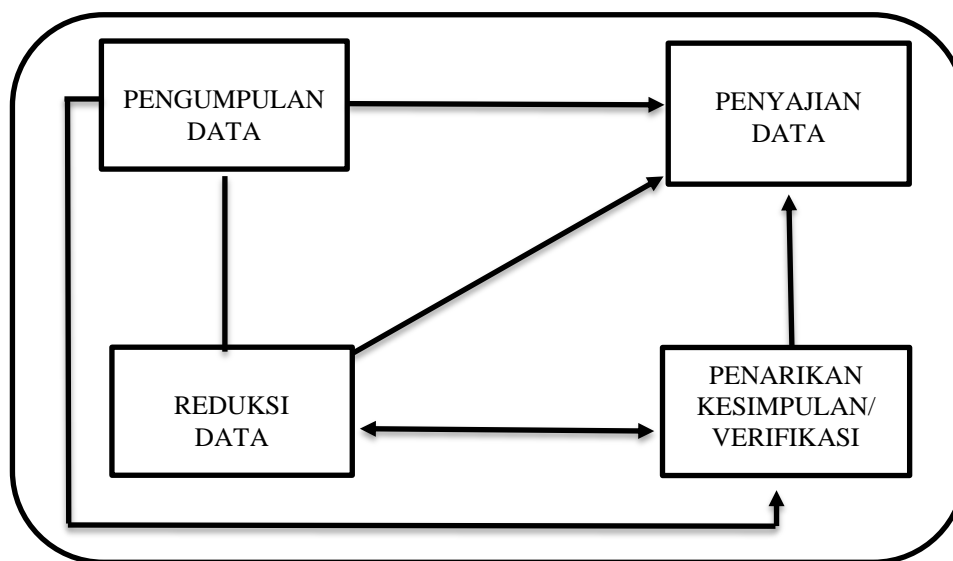 PENGUMPULAN
DATA
PENYAJIAN
DATA
REDUKSI
DATA
PENARIKAN
KESIMPULAN/
VERIFIKASI